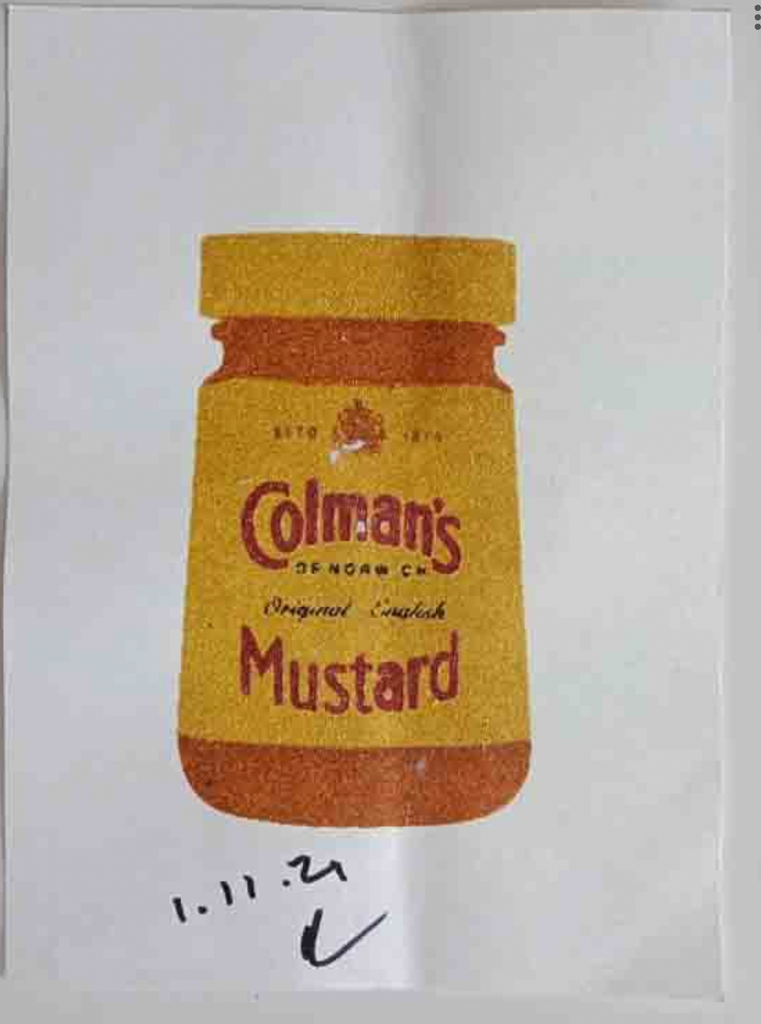 ESTD 1814
Colman's
OF NORWICH
Original English
Mustard
1.11.21